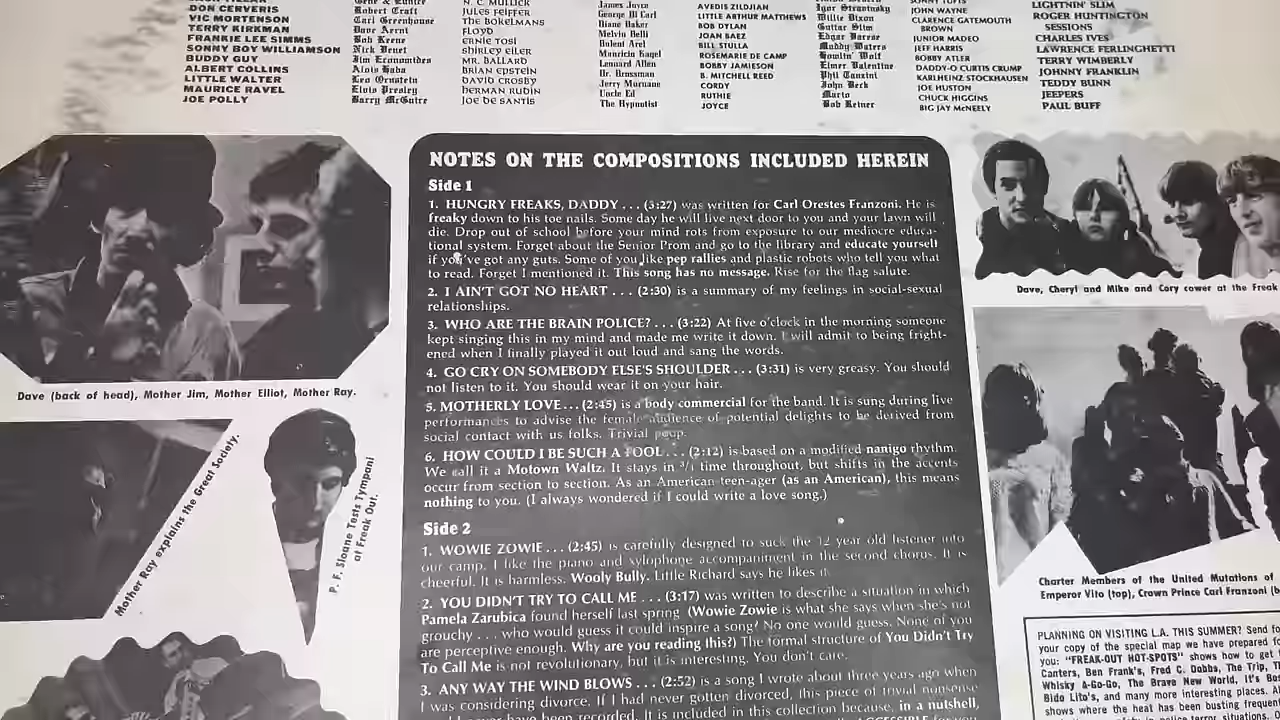 DON CERVERIS
VIC MORTENSON
TERRY KIRKMAN
FRANKIE LEE SIMMS
SONNY BOY WILLIAMSON
BUDDY GUY
ALBERT COLLINS
LITTLE WALTER
MAURICE RAVEL
JOE POLLY
Robert Craft
Carl Greenhouse
Dave Aerni
Bob Keene
Nick Venet
Jim Economides
Alois Haba
Leo Ornstein
Elvis Presley
Barry McGuire
N. C. MULLICK
JULES FEIFFER
THE BOKELMANS
FLOYD
ERNIE TOSI
SHIRLEY EILER
MR. BALLARD
BRIAN EPSTEIN
DAVID CROSBY
HERMAN RUBIN
JOE DE SANTIS
James Joyce
Diane Baker
Melvin Belli
Maurizio Kagel
Leonard Allen
Dr. Brossman
Uncle Ed
The Hypnotist
AVEDIS ZILDJIAN
LITTLE ARTHUR MATTHEWS
BOB DYLAN
JOAN BAEZ
BILL STULLA
ROSEMARIE DE CAMP
BOBBY JAMIESON
B. MITCHELL REED
CORDY
RUTHIE
JOYCE
Igor Stravinsky
Willie Dixon
Guitar Slim
Edgar Varese
Muddy Waters
Howlin' Wolf
Elmer Valentine
John Beck
Mario
Bob Reiner
JOHN WAYNE
CLARENCE GATEMOUTH
BROWN
JUNIOR MADEO
JEFF HARRIS
BOBBY ATLER
DADDY-O CURTIS CRUMP
KARLHEINZ STOCKHAUSEN
JOE HUSTON
CHUCK HIGGINS
BIG JAY McNEELY
LIGHTNIN' SLIM
ROGER HUNTINGTON
SESSIONS
CHARLES IVES
LAWRENCE FERLINGHETTI
TERRY WIMBERLY
JOHNNY FRANKLIN
TEDDY BUNN
JEEPERS
PAUL BUFF
Dave (back of head), Mother Jim, Mother Elliot, Mother Ray.
Mother Ray explains the Great Society.
P. F. Sloane Tests Tympani
at Freak Out.
NOTES ON THE COMPOSITIONS INCLUDED HEREIN
Side 1
1. HUNGRY FREAKS, DADDY . . . (3:27) was written for Carl Orestes Franzoni. He is
freaky down to his toe nails. Some day he will live next door to you and your lawn will
die. Drop out of school before your mind rots from exposure to our mediocre educa-
tional system. Forget about the Senior Prom and go to the library and educate yourself
if you've got any guts. Some of you like pep rallies and plastic robots who tell you what
to read. Forget I mentioned it. This song has no message. Rise for the flag salute.
2. I AIN'T GOT NO HEART . . . (2:30) is a summary of my feelings in social-sexual
relationships.
3. WHO ARE THE BRAIN POLICE? . . . (3:22) At five o'clock in the morning someone
kept singing this in my mind and made me write it down. I will admit to being fright-
ened when I finally played it out loud and sang the words.
4. GO CRY ON SOMEBODY ELSE'S SHOULDER . . . (3:31) is very greasy. You should
not listen to it. You should wear it on your hair.
5. MOTHERLY LOVE . . . (2:45) is a body commercial for the band. It is sung during live
performances to advise the female audience of potential delights to be derived from
social contact with us folks. Trivial poop.
6. HOW COULD I BE SUCH A FOOL . . . (2:12) is based on a modified nanigo rhythm.
We call it a Motown Waltz. It stays in 3/4 time throughout, but shifts in the accents
occur from section to section. As an American teen-ager (as an American), this means
nothing to you. (I always wondered if I could write a love song.)
Side 2
1. WOWIE ZOWIE . . . (2:45) is carefully designed to suck the 12 year old listener into
our camp. I like the piano and xylophone accompaniment in the second chorus. It is
cheerful. It is harmless. Wooly Bully. Little Richard says he likes it.
2. YOU DIDN'T TRY TO CALL ME . . . (3:17) was written to describe a situation in which
Pamela Zarubica found herself last spring. (Wowie Zowie is what she says when she's not
grouchy . . . who would guess it could inspire a song? No one would guess. None of you
are perceptive enough. Why are you reading this?) The formal structure of You Didn't Try
To Call Me is not revolutionary, but it is interesting. You don't care.
3. ANY WAY THE WIND BLOWS . . . (2:52) is a song I wrote about three years ago when
I was considering divorce. If I had never gotten divorced, this piece of trivial nonsense
never have been recorded. It is included in this collection because, in a nutshell,
Dave, Cheryl and Mike and Cory cower at the Freak
Charter Members of the United Mutations of
Emperor Vito (top), Crown Prince Carl Franzoni (b
PLANNING ON VISITING L.A. THIS SUMMER? Send fo
your copy of the special map we have prepared fo
you: "FREAK-OUT HOT-SPOTS" shows how to get
Canters, Ben Frank's, Fred C. Dobbs, The Trip, Th
Whisky A-Go-Go, The Brave New World, It's Bos
Bido Lito's, and many more interesting places. A
shows where the heat has been busting frequen